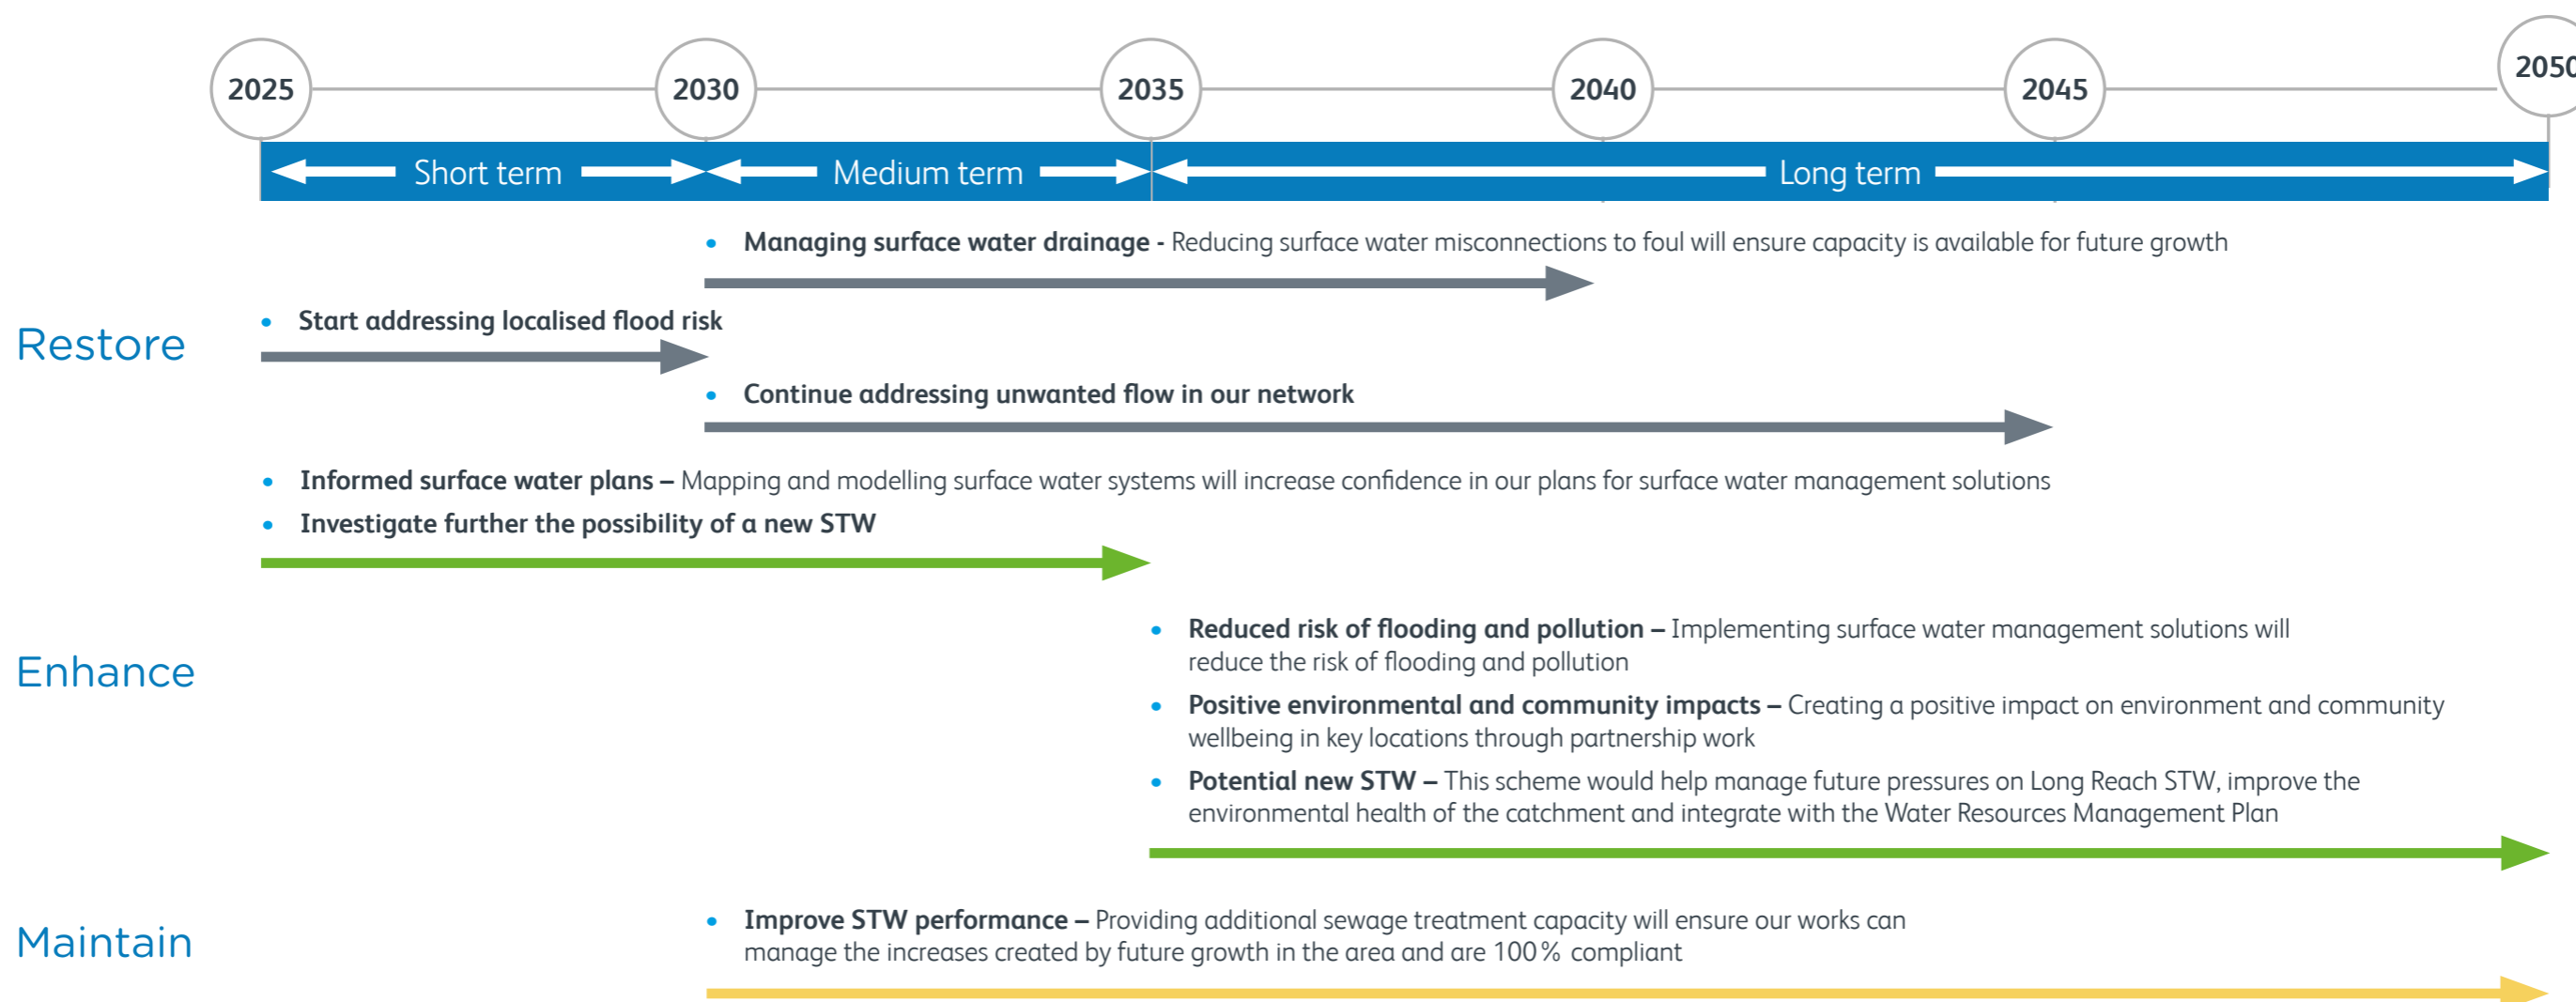 2025
2030
2035
2040
2045
2050
Short term
Medium term
Long term
• Managing surface water drainage - Reducing surface water misconnections to foul will ensure capacity is available for future growth
Restore
• Start addressing localised flood risk
• Continue addressing unwanted flow in our network
• Informed surface water plans – Mapping and modelling surface water systems will increase confidence in our plans for surface water management solutions
• Investigate further the possibility of a new STW
Enhance
• Reduced risk of flooding and pollution – Implementing surface water management solutions will
reduce the risk of flooding and pollution
• Positive environmental and community impacts – Creating a positive impact on environment and community
wellbeing in key locations through partnership work
• Potential new STW – This scheme would help manage future pressures on Long Reach STW, improve the
environmental health of the catchment and integrate with the Water Resources Management Plan
Maintain
• Improve STW performance – Providing additional sewage treatment capacity will ensure our works can
manage the increases created by future growth in the area and are 100% compliant